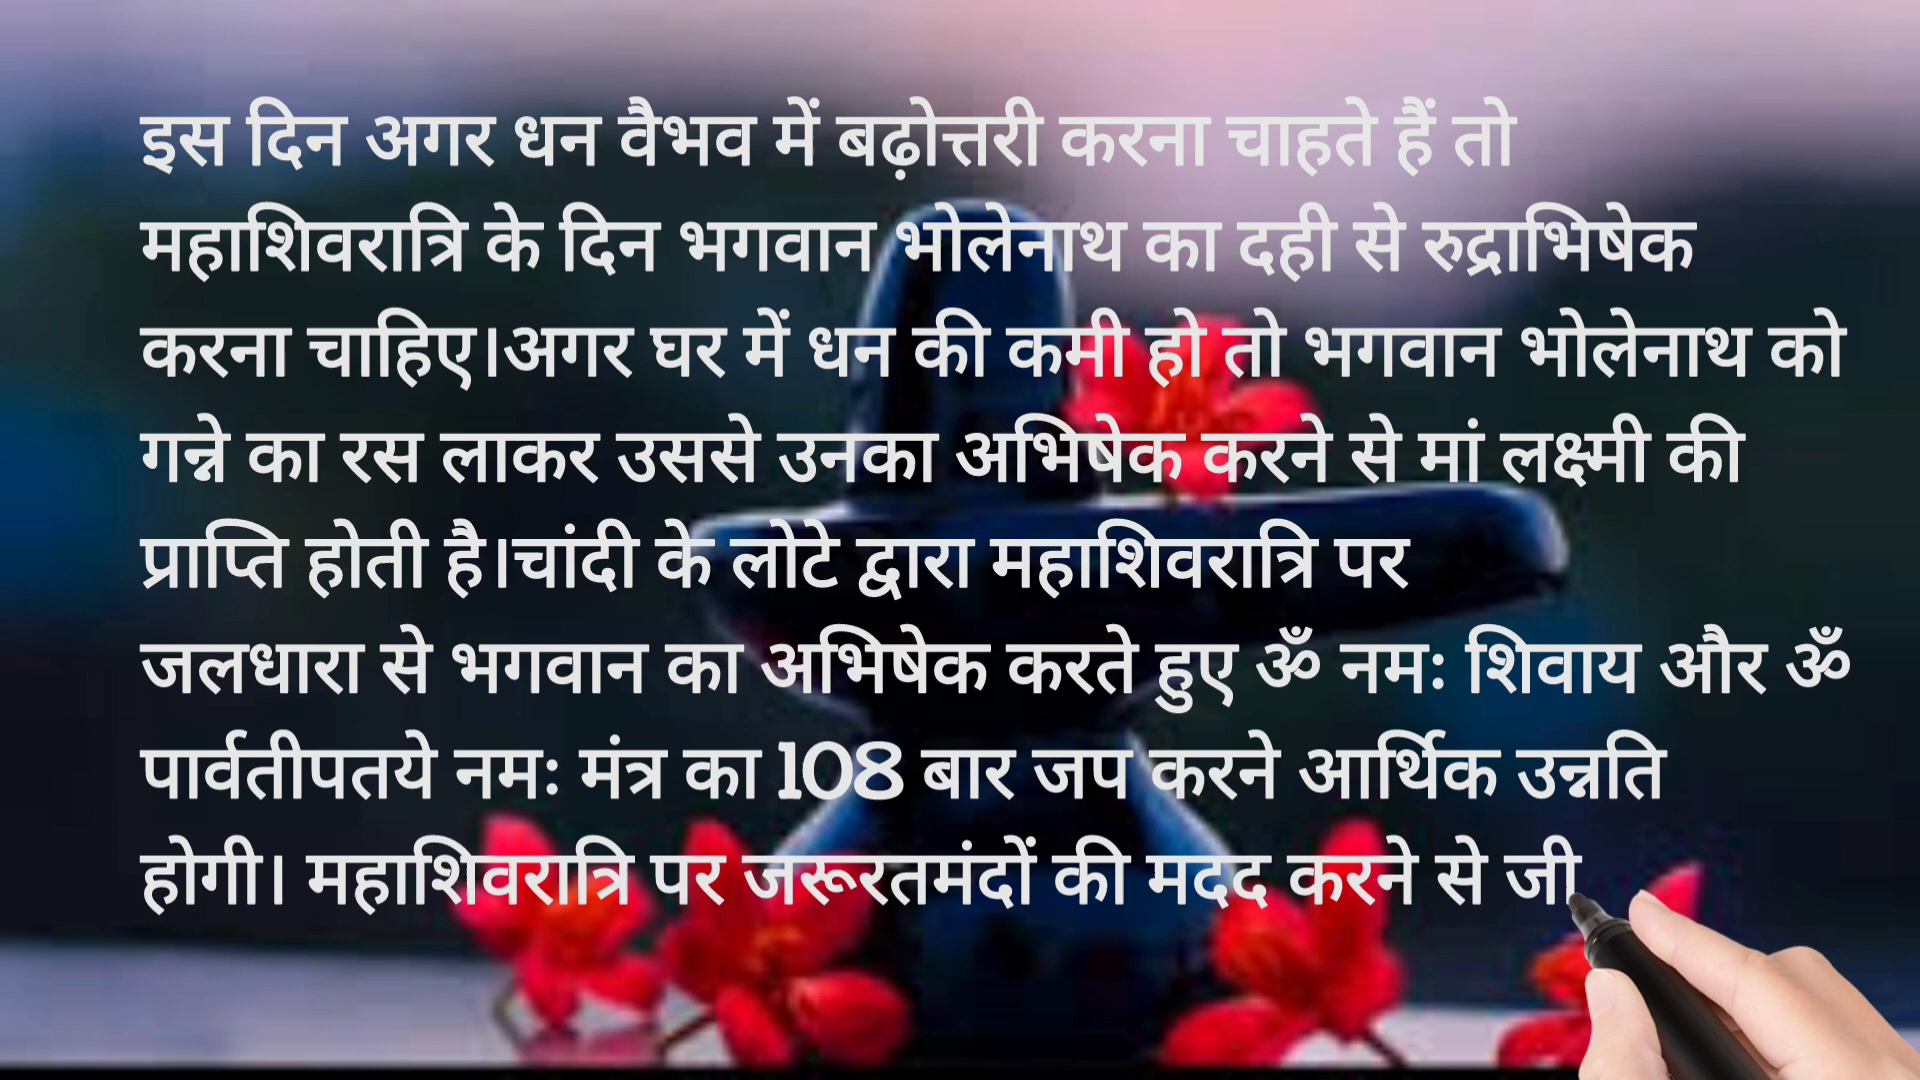 इस दिन अगर धन वैभव में बढ़ोत्तरी करना चाहते हैं तो
महाशिवरात्रि के दिन भगवान भोलेनाथ का दही से रुद्राभिषेक
करना चाहिए।अगर घर में धन की कमी हो तो भगवान भोलेनाथ को
गन्ने का रस लाकर उससे उनका अभिषेक करने से मां लक्ष्मी की
प्राप्ति होती है।चांदी के लोटे द्वारा महाशिवरात्रि पर
जलधारा से भगवान का अभिषेक करते हुए ॐ नमः शिवाय और ॐ
पार्वतीपतये नमः मंत्र का 108 बार जप करने आर्थिक उन्नति
होगी। महाशिवरात्रि पर जरूरतमंदों की मदद करने से जी